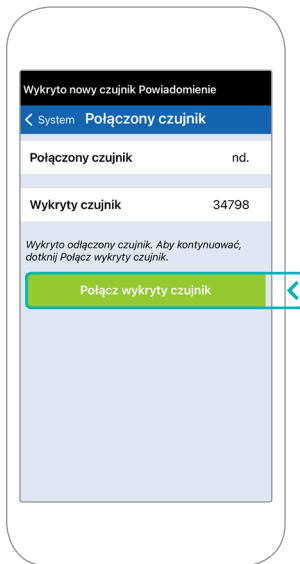 Wykryto nowy czujnik Powiadomienie
System Połączony czujnik
Połączony czujnik nd.
Wykryty czujnik 34798
Wykryto odłączony czujnik. Aby kontynuować,
dotknij Połącz wykryty czujnik.
Połącz wykryty czujnik